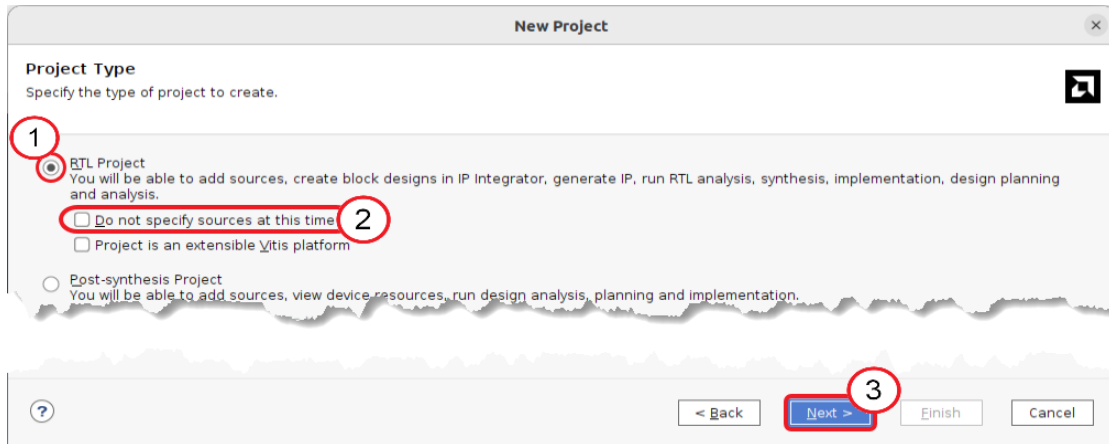 New Project
Project Type
Specify the type of project to create.
1
RTL Project
You will be able to add sources, create block designs in IP Integrator, generate IP, run RTL analysis, synthesis, implementation, design planning
and analysis.
Do not specify sources at this time
2
Project is an extensible Vitis platform
Post-synthesis Project
You will be able to add sources, view device resources, run design analysis, planning and implementation.
3
?
< Back
Next >
Finish
Cancel